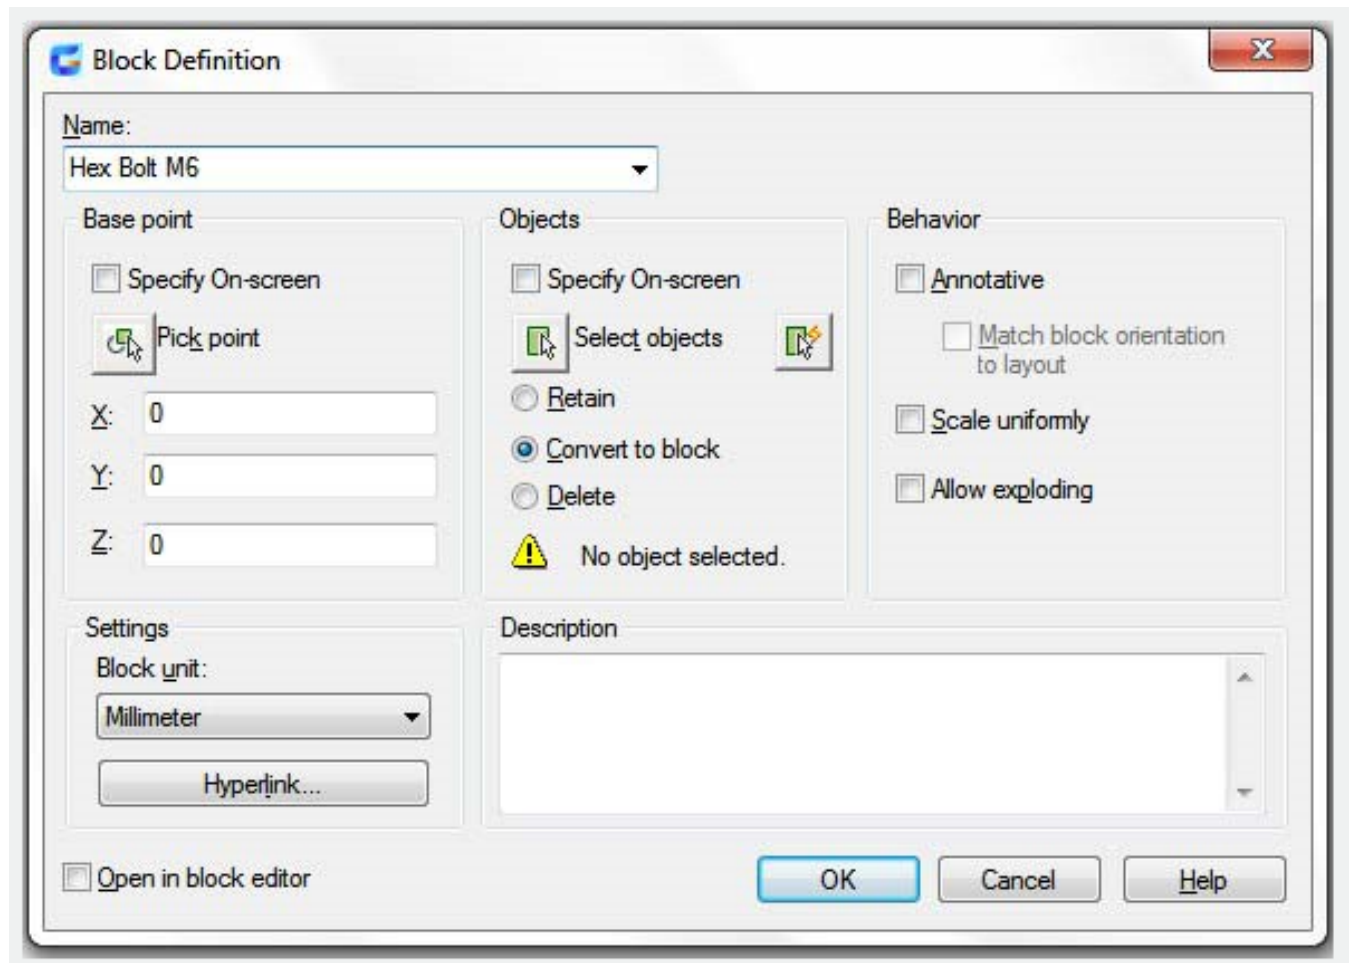 Block Definition
Name:
Hex Bolt M6
Base point
Specify On-screen
Pick point
X: 0
Y: 0
Z: 0
Objects
Specify On-screen
Select objects
Retain
Convert to block
Delete
No object selected.
Behavior
Annotative
Match block orientation
to layout
Scale uniformly
Allow exploding
Settings
Block unit:
Millimeter
Hyperlink...
Description
Open in block editor
OK
Cancel
Help